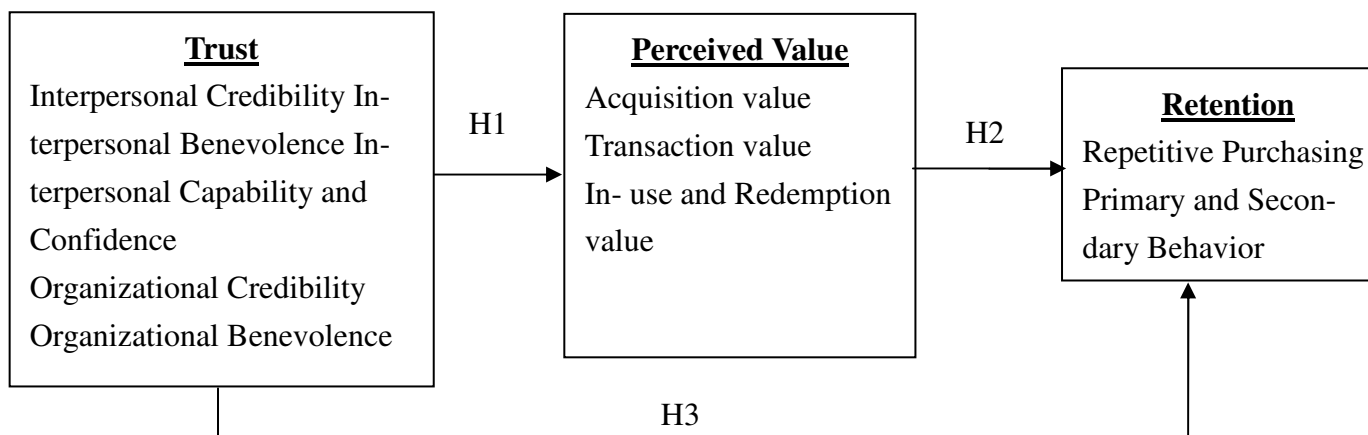 Trust
Interpersonal Credibility In-
terpersonal Benevolence In-
terpersonal Capability and
Confidence
Organizational Credibility
Organizational Benevolence
H1
Perceived Value
Acquisition value
Transaction value
In- use and Redemption
value
H2
Retention
Repetitive Purchasing
Primary and Secon-
dary Behavior
H3